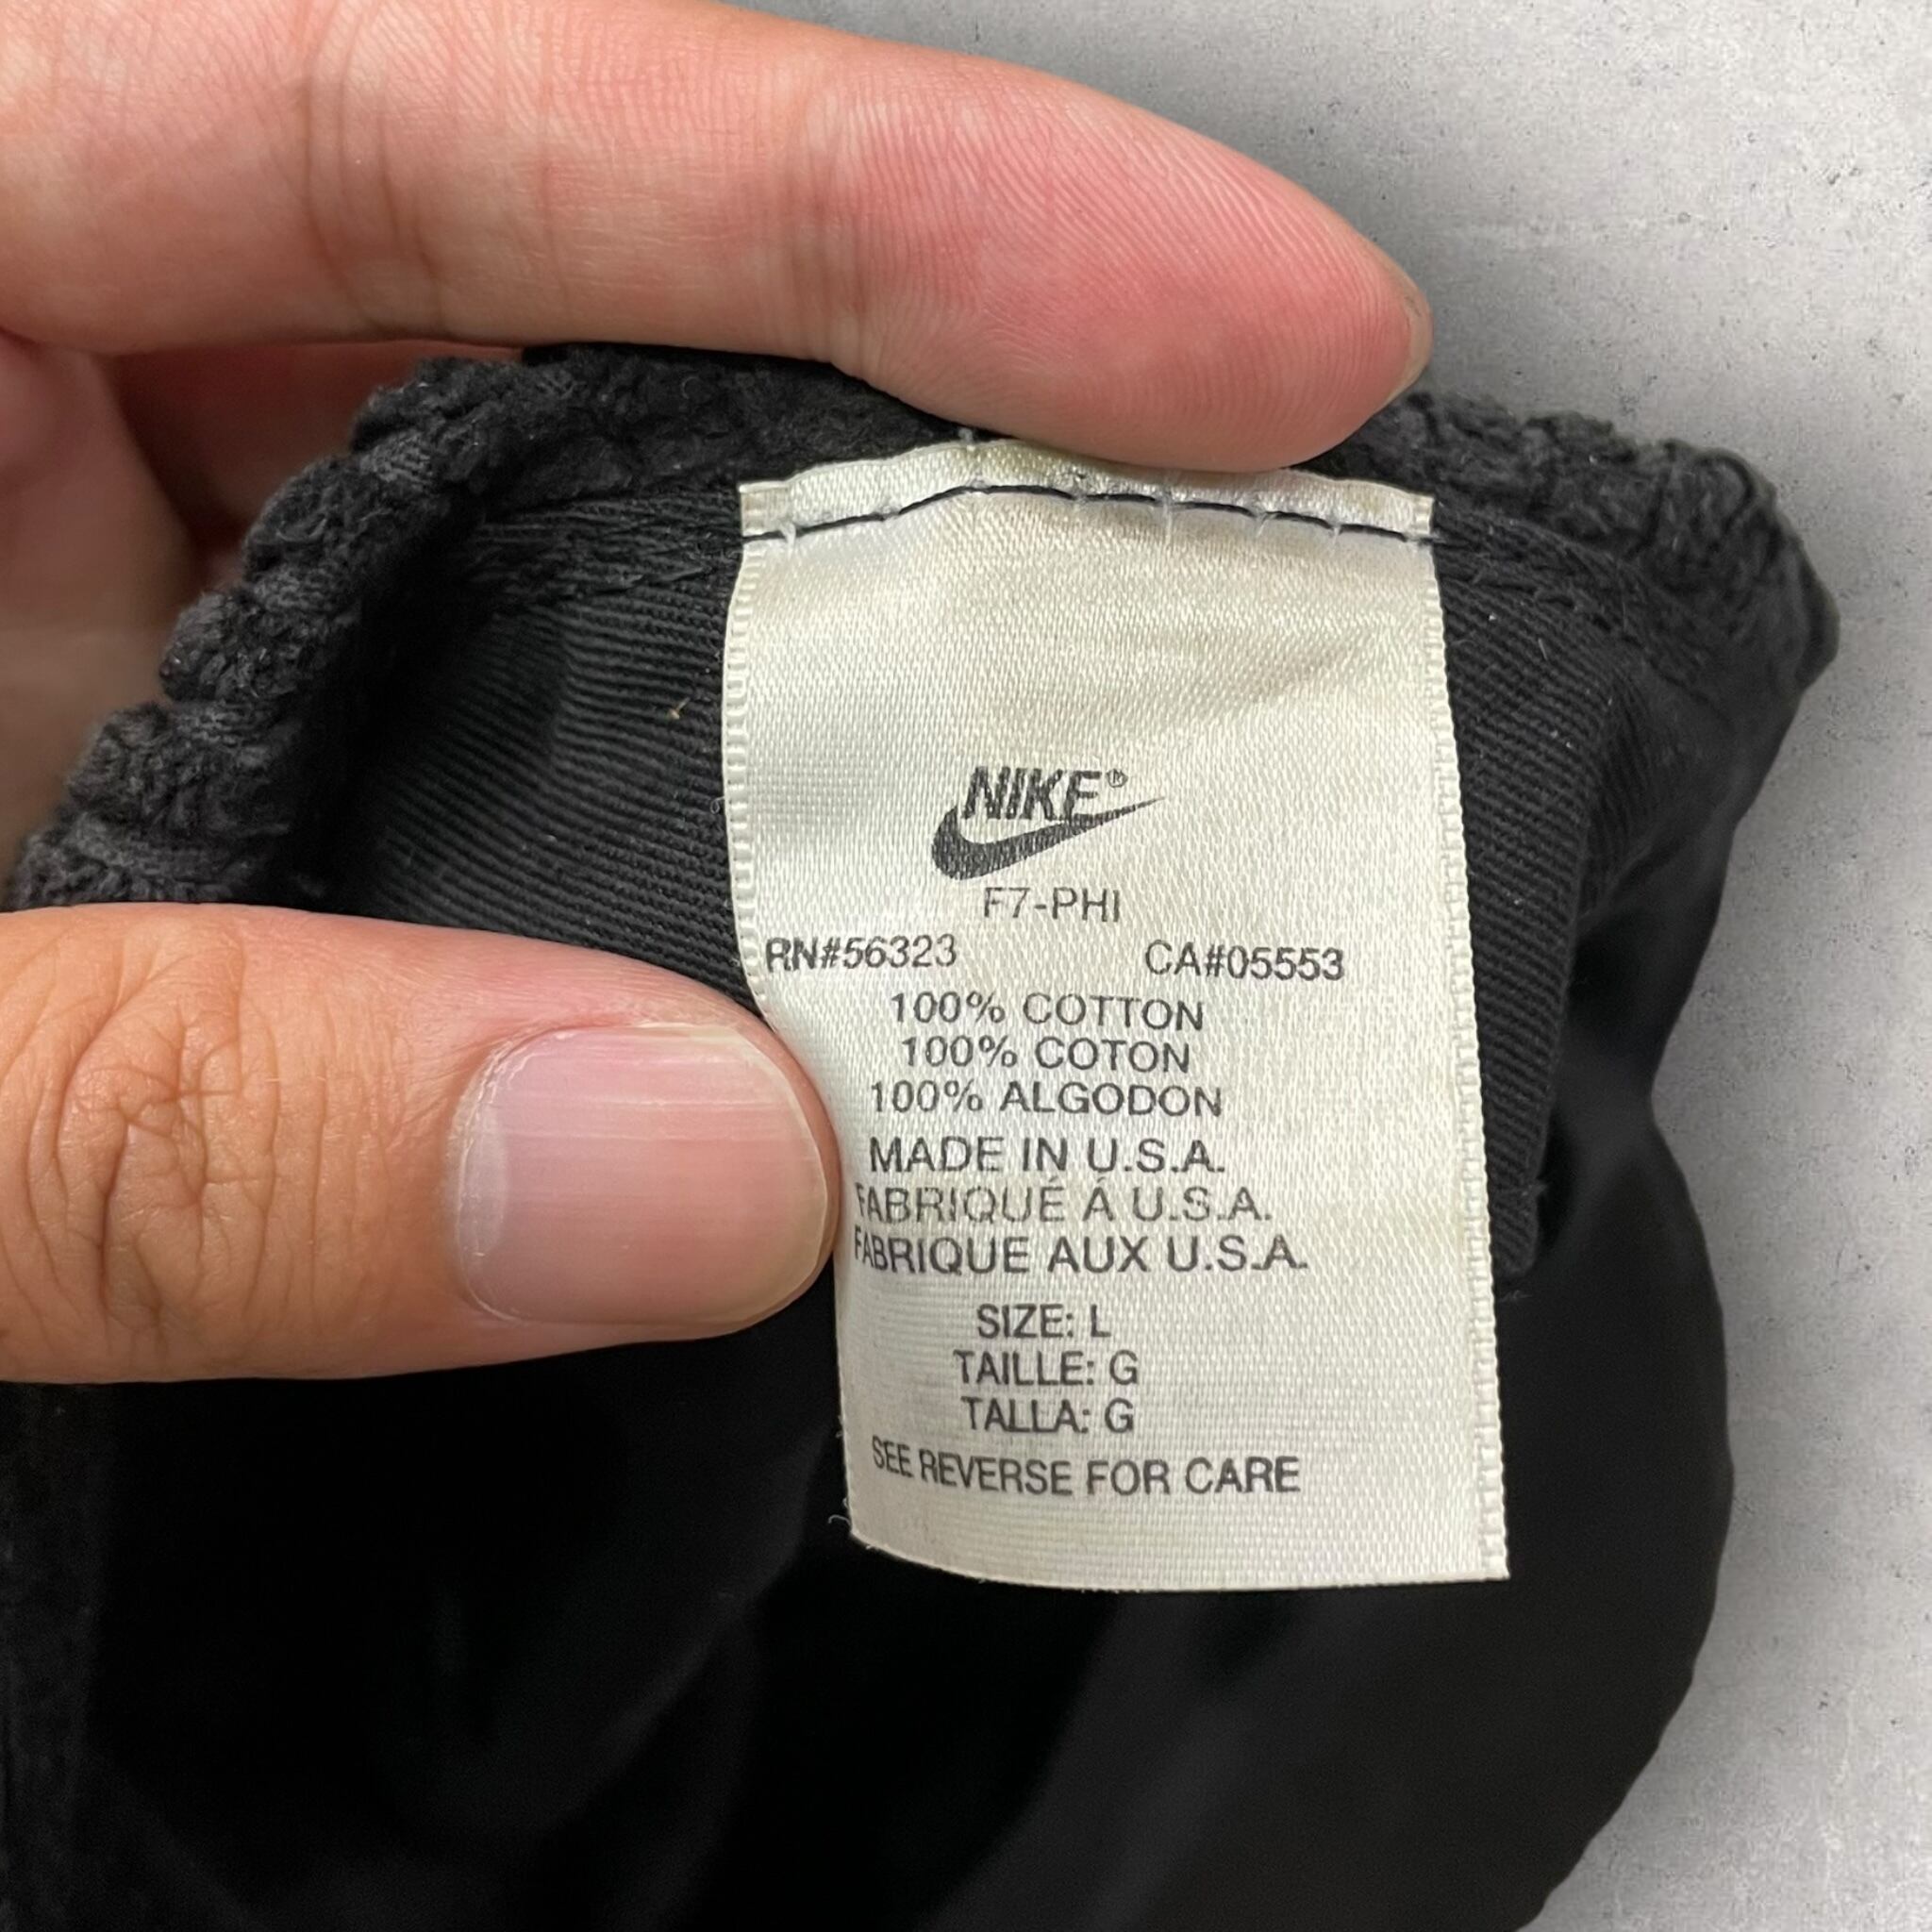 NIKE®
F7-PHI
RN#56323 CA#05553
100% COTTON
100% COTON
100% ALGODON
MADE IN U.S.A.
FABRIQUÉ Á U.S.A.
FABRIQUE AUX U.S.A.
SIZE: L
TAILLE: G
TALLA: G
SEE REVERSE FOR CARE